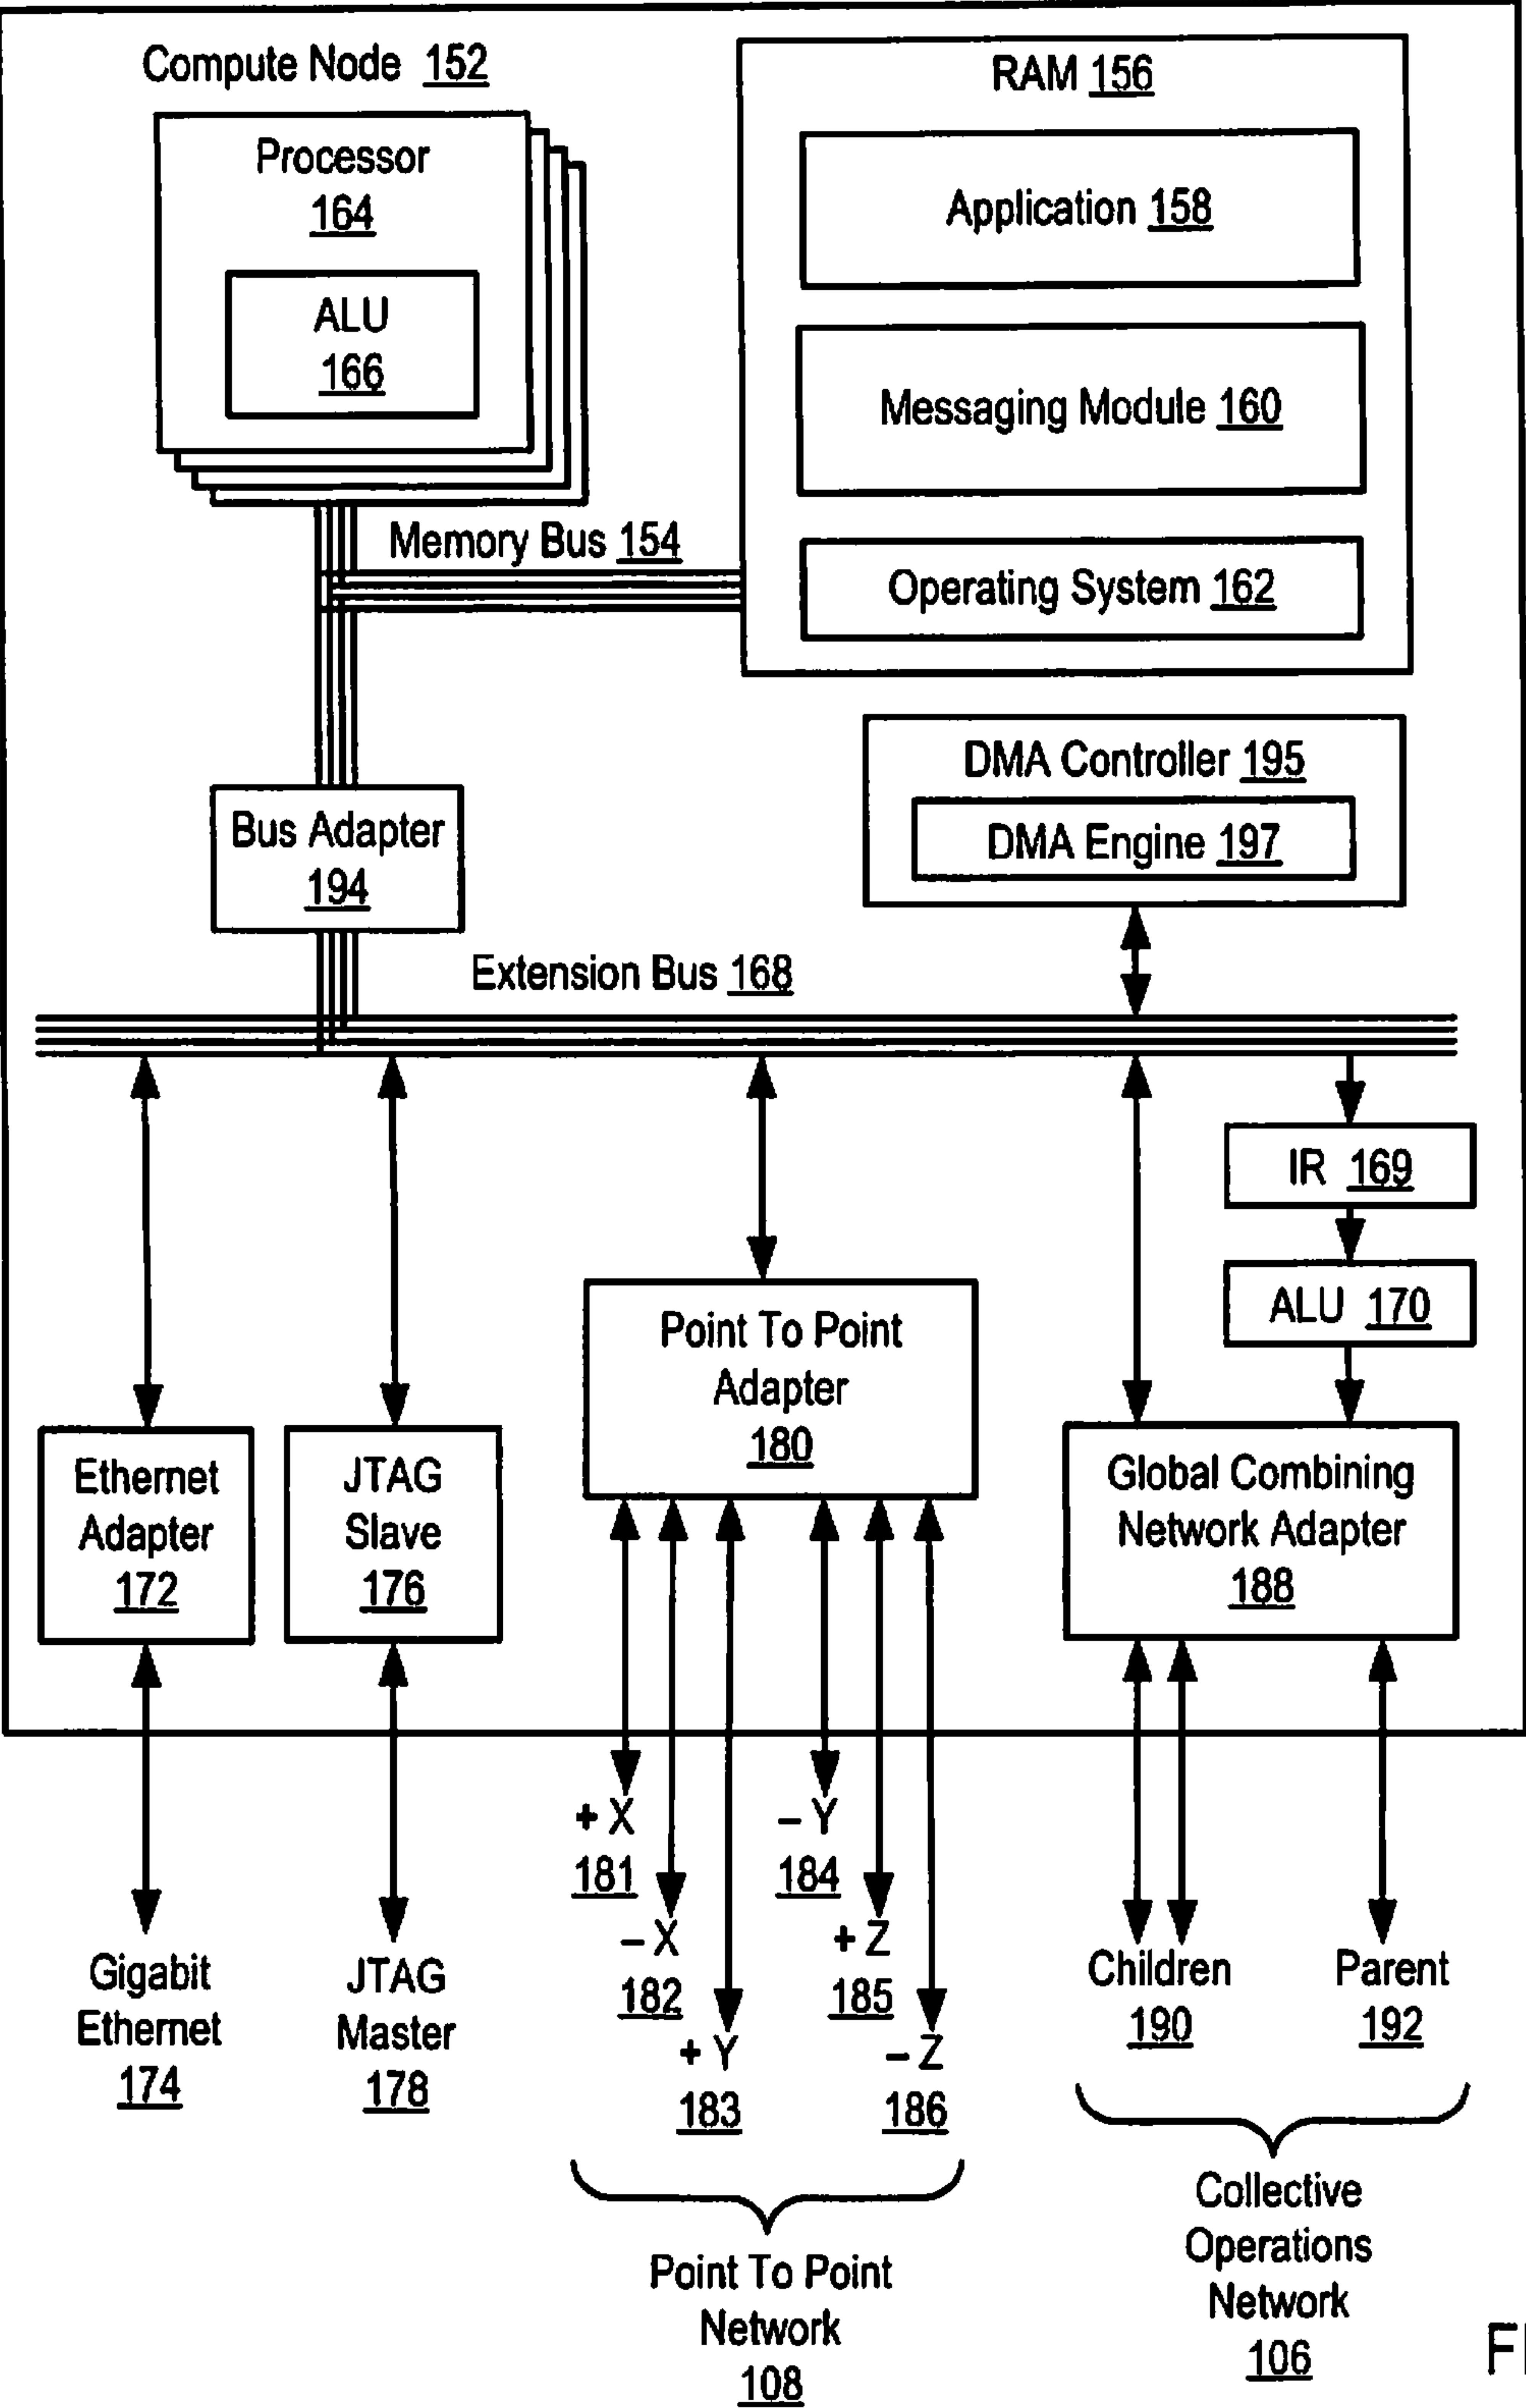 Compute Node 152
Processor
164
ALU
166
RAM 156
Application 158
Messaging Module 160
Operating System 162
Memory Bus 154
DMA Controller 195
DMA Engine 197
Bus Adapter
194
Extension Bus 168
IR 169
ALU 170
Point To Point
Adapter
180
Ethernet
Adapter
172
JTAG
Slave
176
Global Combining
Network Adapter
188
+ X
181
– X
182
+ Y
183
– Y
184
+ Z
185
– Z
186
Gigabit
Ethernet
174
JTAG
Master
178
Children
190
Parent
192
Point To Point
Network
108
Collective
Operations
Network
106